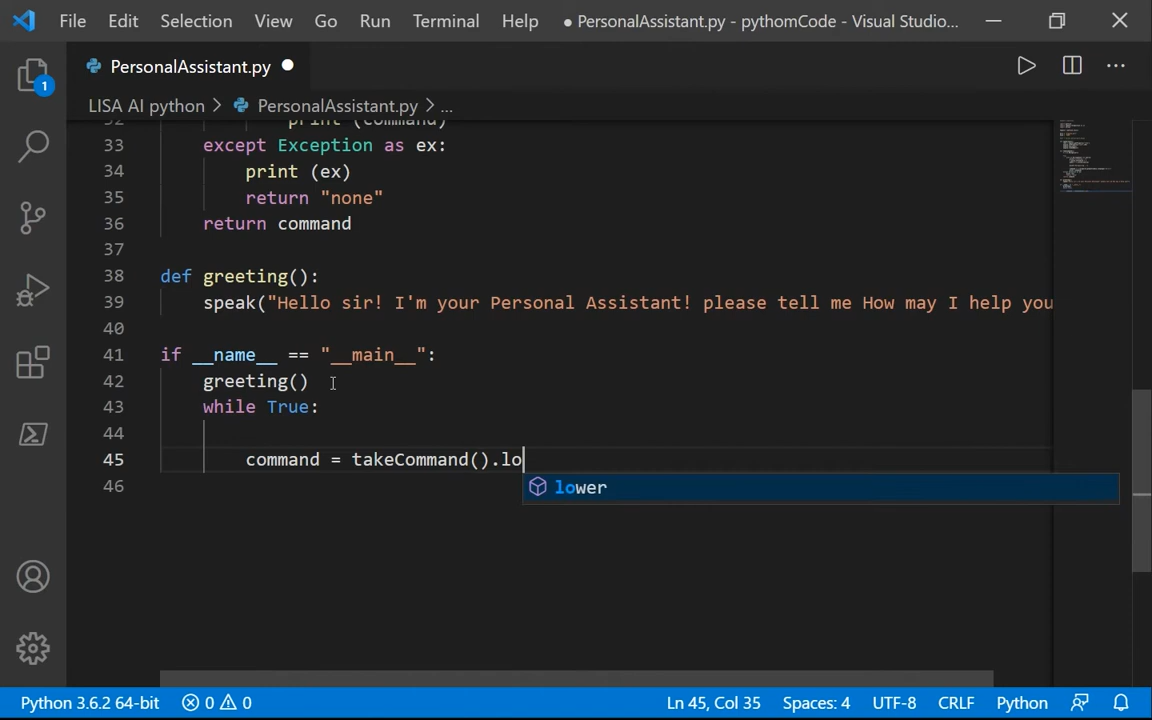 File Edit Selection View Go Run Terminal Help ● PersonalAssistant.py - pythomCode - Visual Studio...
PersonalAssistant.py ●
1
LISA AI python > PersonalAssistant.py > ...
32 print (command)
33 except Exception as ex:
34 print (ex)
35 return "none"
36 return command
37
38 def greeting():
39 speak("Hello sir! I'm your Personal Assistant! please tell me How may I help you
40
41 if __name__ == "__main__":
42 greeting()
43 while True:
44
45 command = takeCommand().lo
lower
46
Python 3.6.2 64-bit 0 0 Ln 45, Col 35 Spaces: 4 UTF-8 CRLF Python